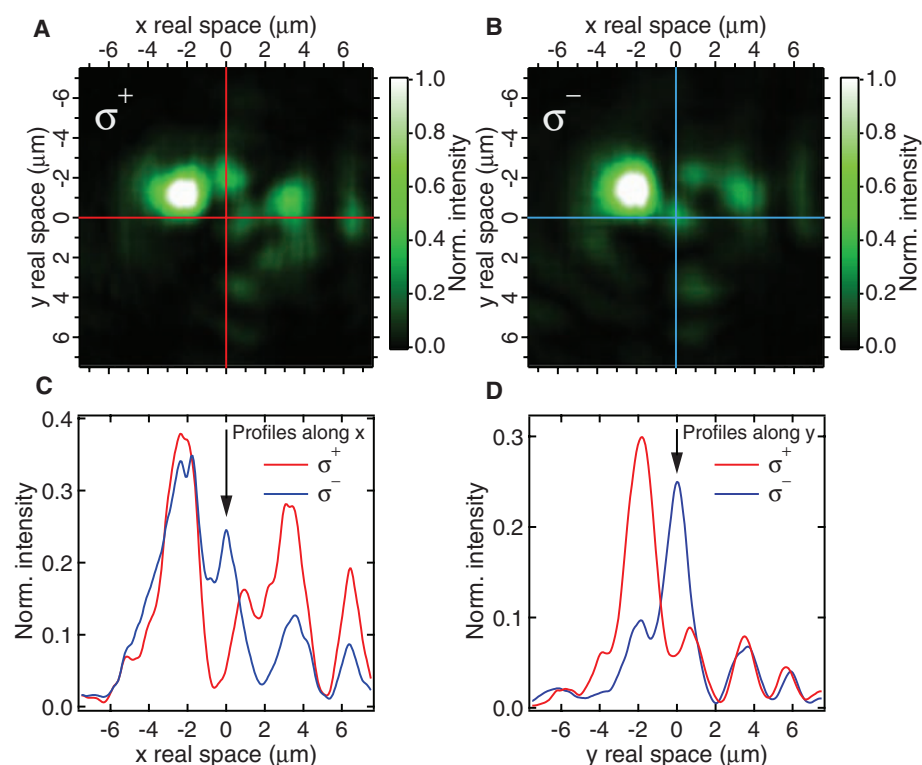 A
x real space (μm)
-6 -4 -2 0 2 4 6
y real space (μm)
-6
-4
-2
0
2
4
6
σ+
1.0
0.8
0.6
0.4
0.2
0.0
Norm. intensity
B
x real space (μm)
-6 -4 -2 0 2 4 6
y real space (μm)
-6
-4
-2
0
2
4
6
σ−
1.0
0.8
0.6
0.4
0.2
0.0
Norm. intensity
C
Norm. intensity
0.4
0.3
0.2
0.1
0.0
Profiles along x
σ+
σ−
-6 -4 -2 0 2 4 6
x real space (μm)
D
Norm. intensity
0.3
0.2
0.1
0.0
Profiles along y
σ+
σ−
-6 -4 -2 0 2 4 6
y real space (μm)